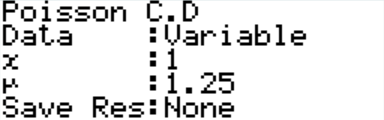 Poisson C.D
Data :Variable
x :1
μ :1.25
Save Res:None